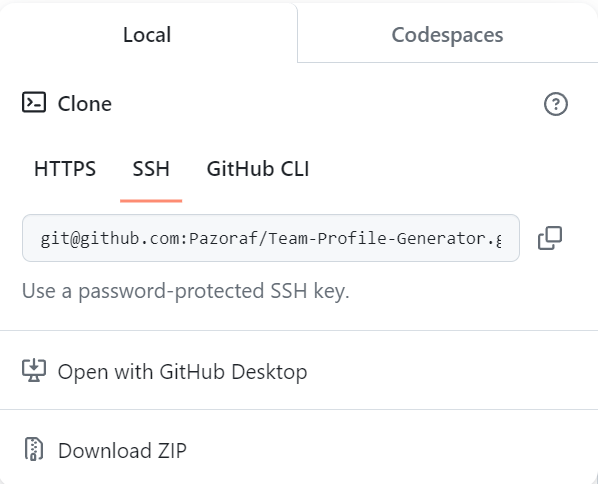 Local Codespaces
Clone
HTTPS SSH GitHub CLI
git@github.com:Pazoraf/Team-Profile-Generator.g
Use a password-protected SSH key.
Open with GitHub Desktop
Download ZIP